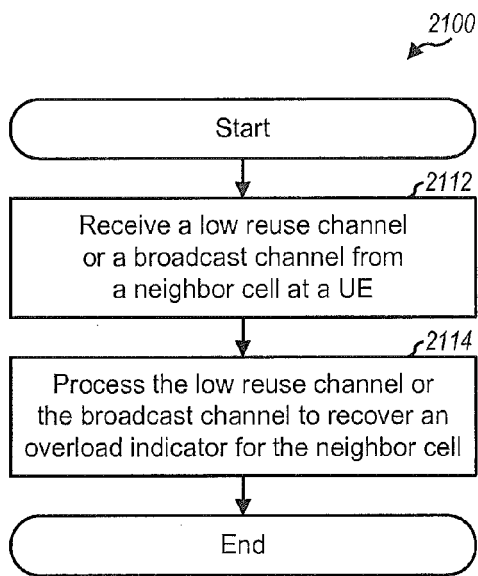 2100
Start
2112
Receive a low reuse channel
or a broadcast channel from
a neighbor cell at a UE
2114
Process the low reuse channel or
the broadcast channel to recover an
overload indicator for the neighbor cell
End